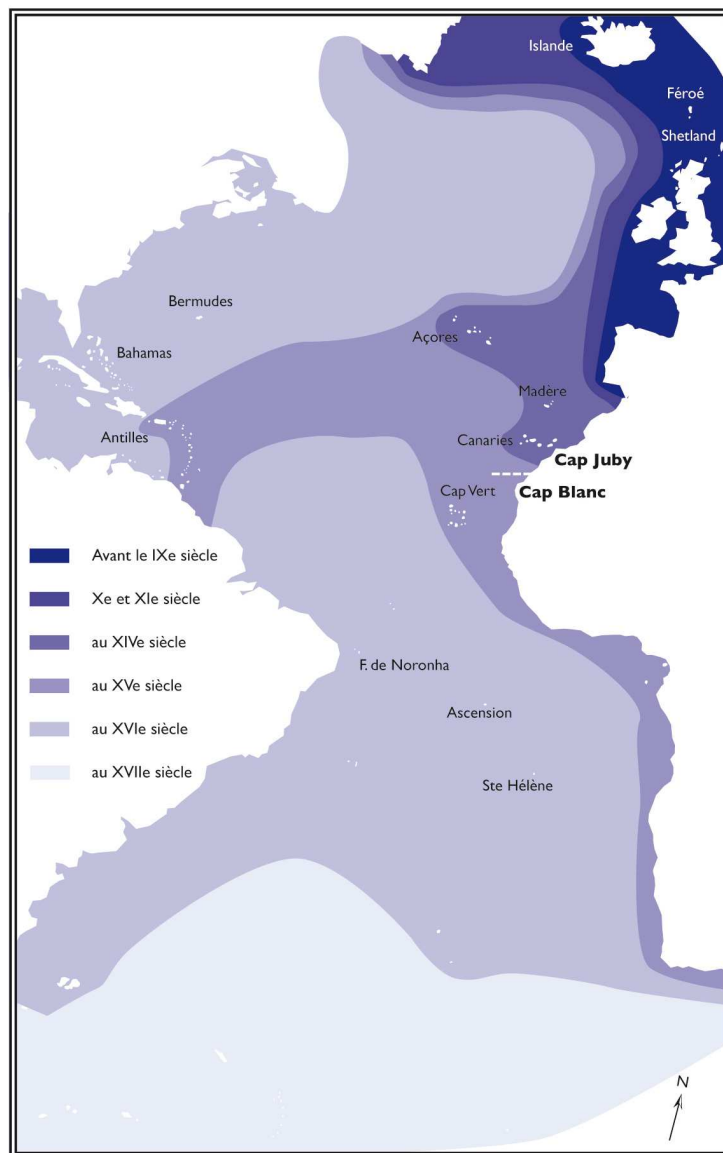 Islande
Féroé
Shetland
Bermudes
Açores
Bahamas
Madère
Antilles
Canaries
Cap Juby
Cap Vert
Cap Blanc
Avant le IXe siècle
Xe et XIe siècle
au XIVe siècle
F. de Noronha
au XVe siècle
Ascension
au XVIe siècle
au XVIIe siècle
Ste Hélène
N